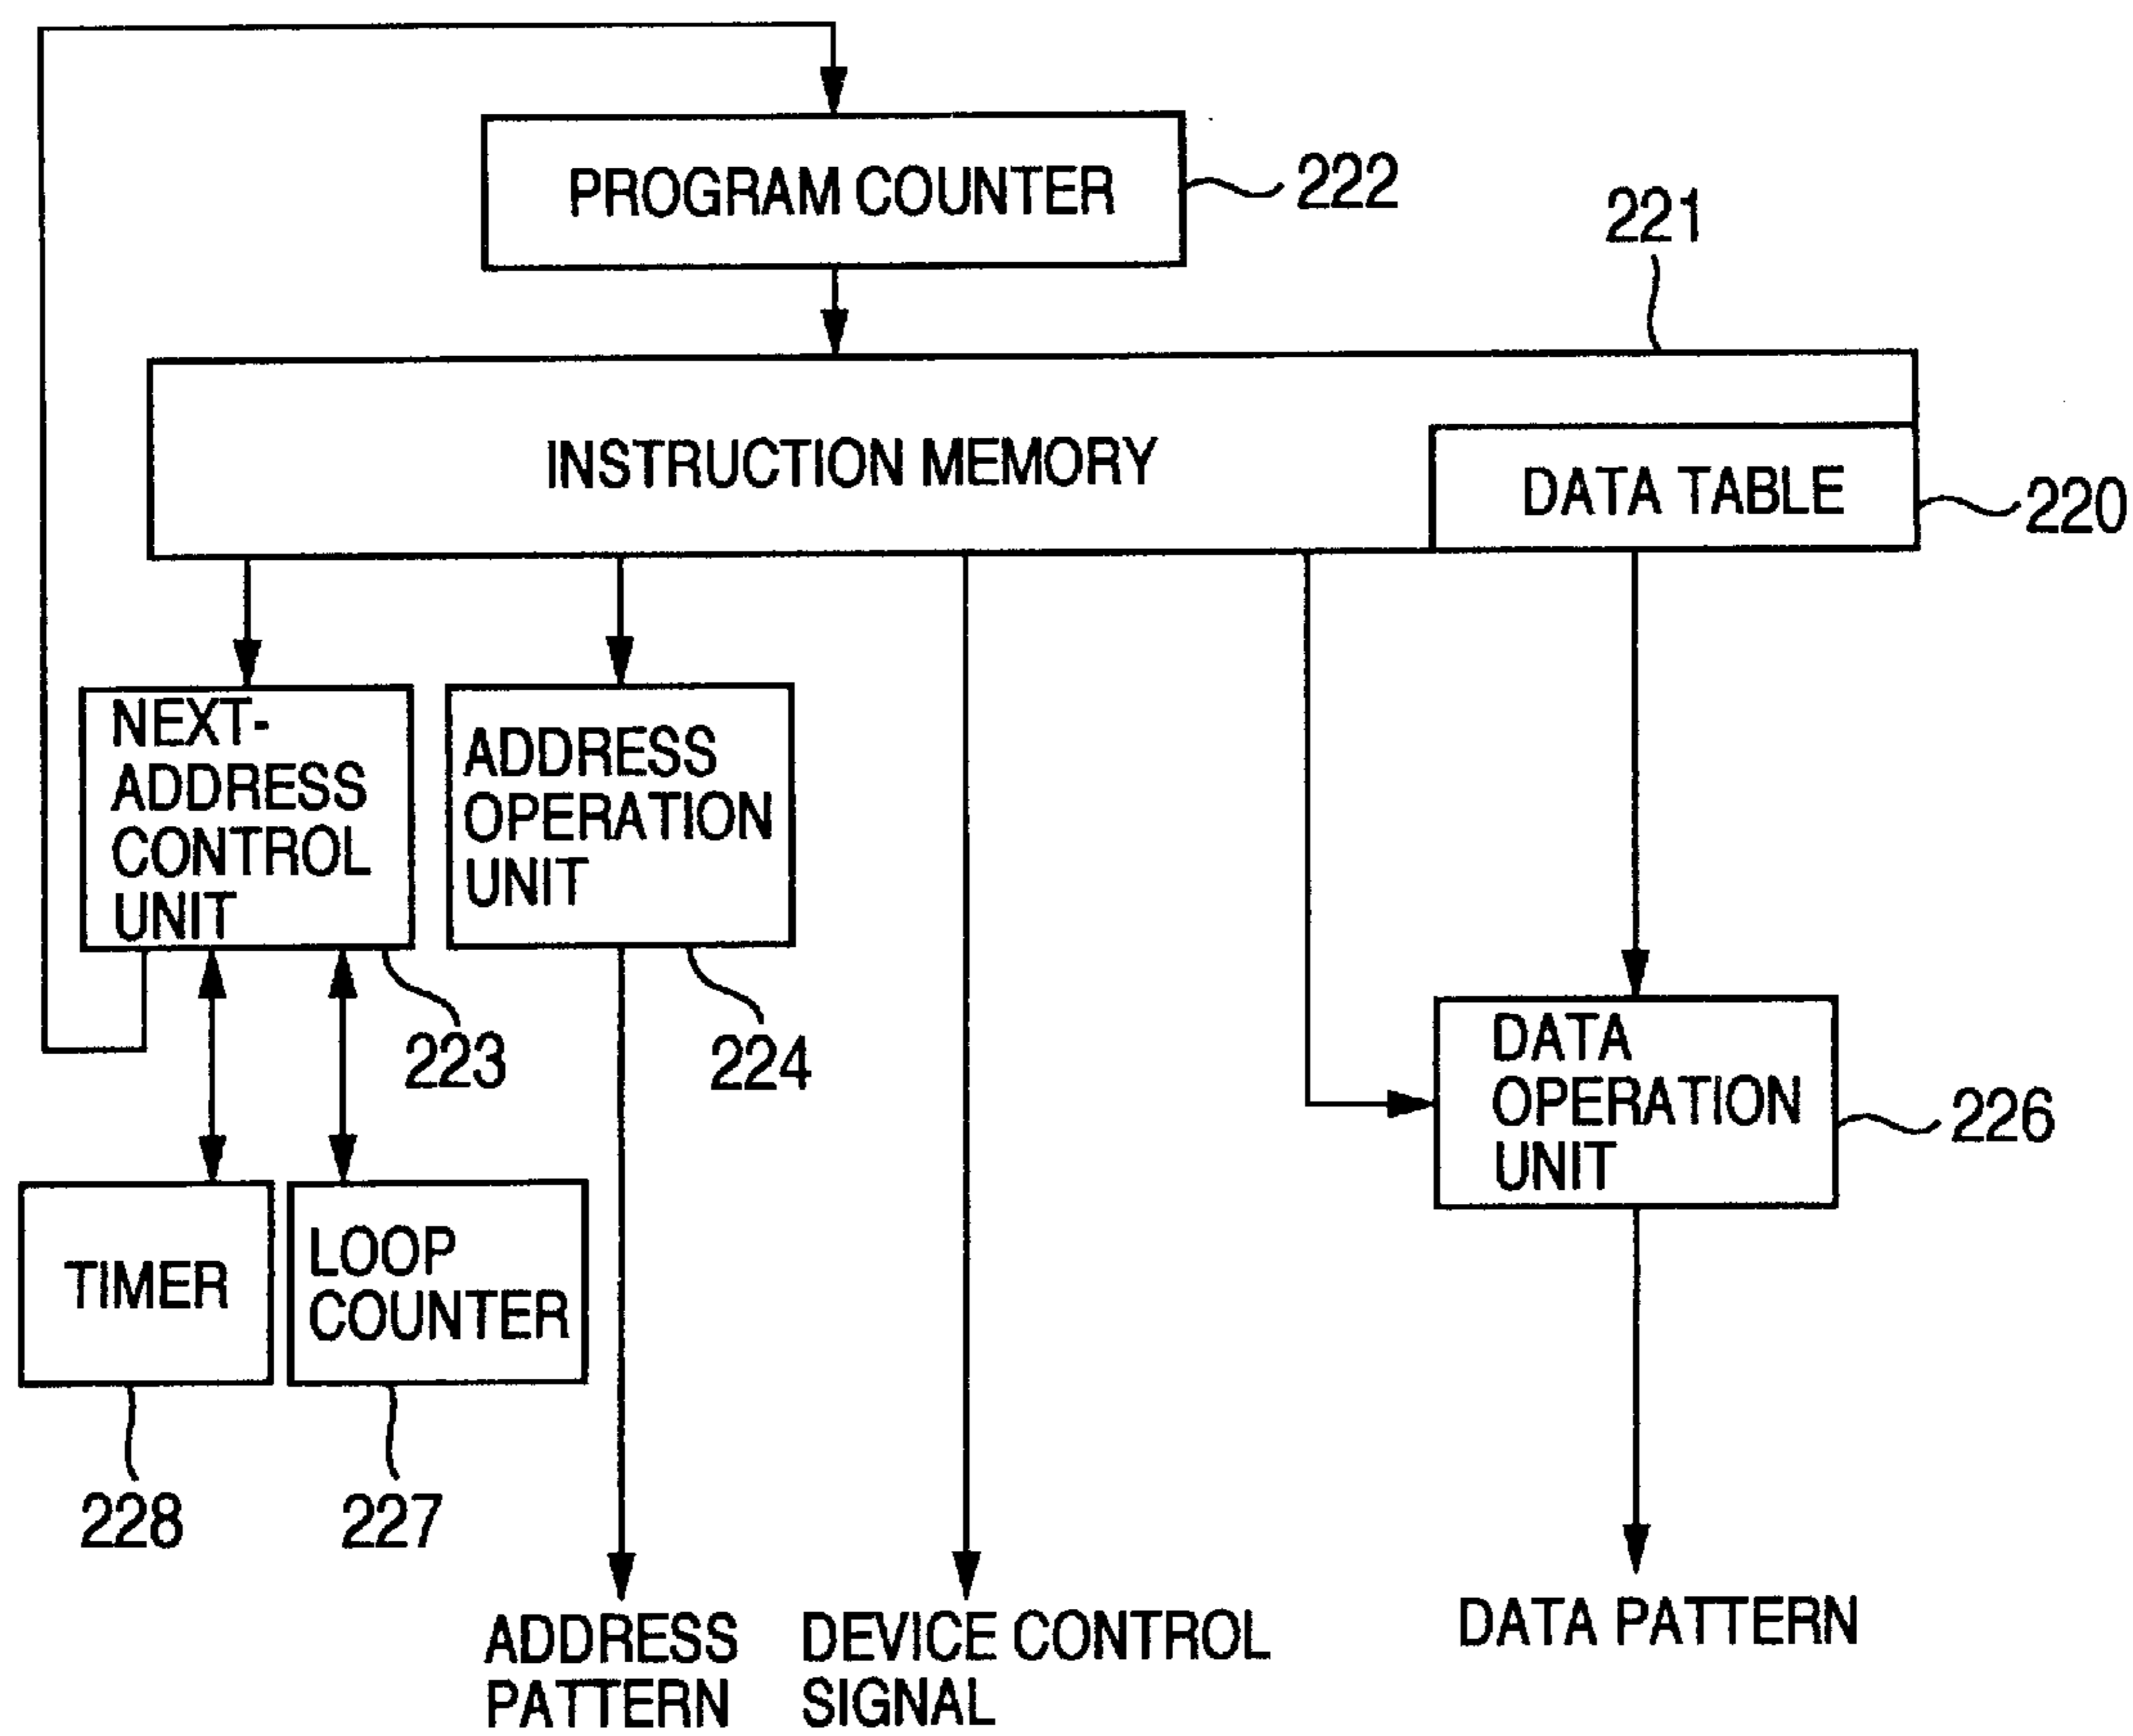 PROGRAM COUNTER
222
221
INSTRUCTION MEMORY
DATA TABLE
220
NEXT-
ADDRESS
CONTROL
UNIT
ADDRESS
OPERATION
UNIT
223
224
DATA
OPERATION
UNIT
226
TIMER
LOOP
COUNTER
228
227
ADDRESS
PATTERN
DEVICE CONTROL
SIGNAL
DATA PATTERN